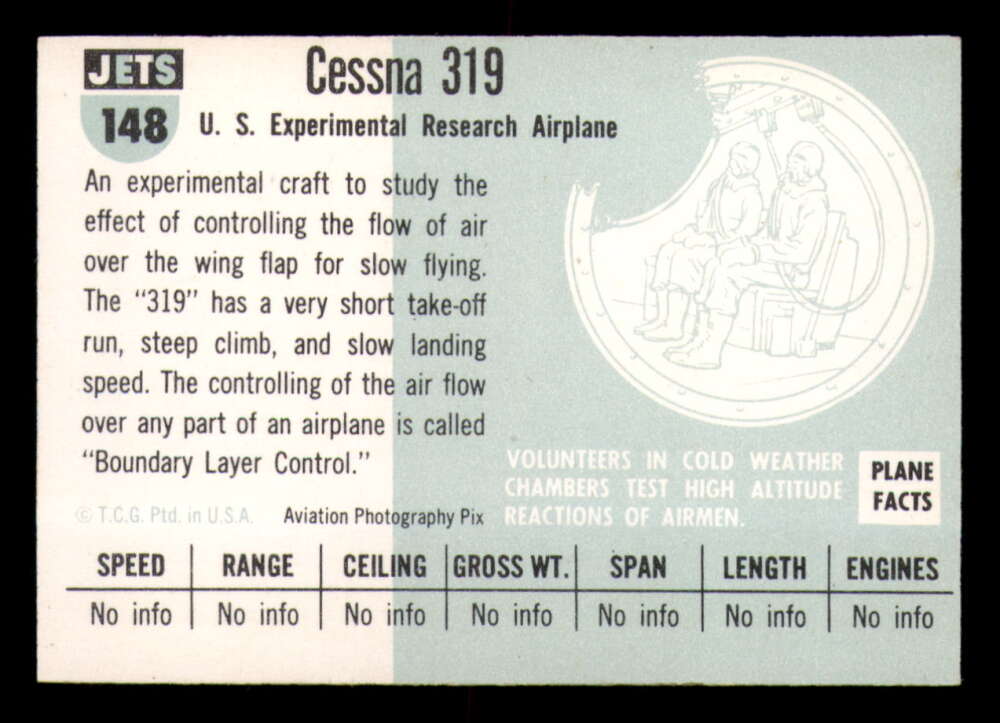 JETS
148
Cessna 319
U. S. Experimental Research Airplane
An experimental craft to study the
effect of controlling the flow of air
over the wing flap for slow flying.
The "319" has a very short take-off
run, steep climb, and slow landing
speed. The controlling of the air flow
over any part of an airplane is called
"Boundary Layer Control."
© T.C.G. Ptd. in U.S.A. Aviation Photography Pix
VOLUNTEERS IN COLD WEATHER
CHAMBERS TEST HIGH ALTITUDE
REACTIONS OF AIRMEN.
PLANE
FACTS
SPEED RANGE CEILING GROSS WT. SPAN LENGTH ENGINES
No info No info No info No info No info No info No info